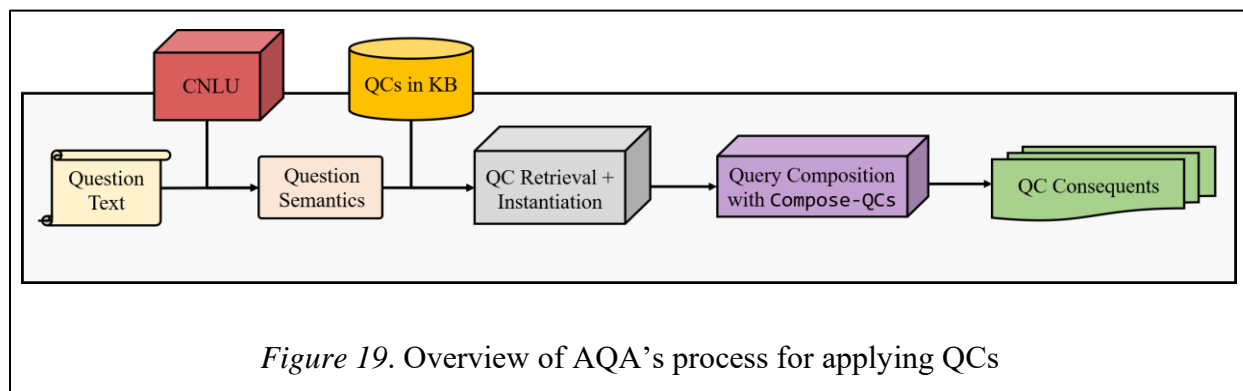 CNLU
QCs in KB
Question
Text
Question
Semantics
QC Retrieval +
Instantiation
Query Composition
with Compose-QCs
QC Consequents
Figure 19. Overview of AQA's process for applying QCs